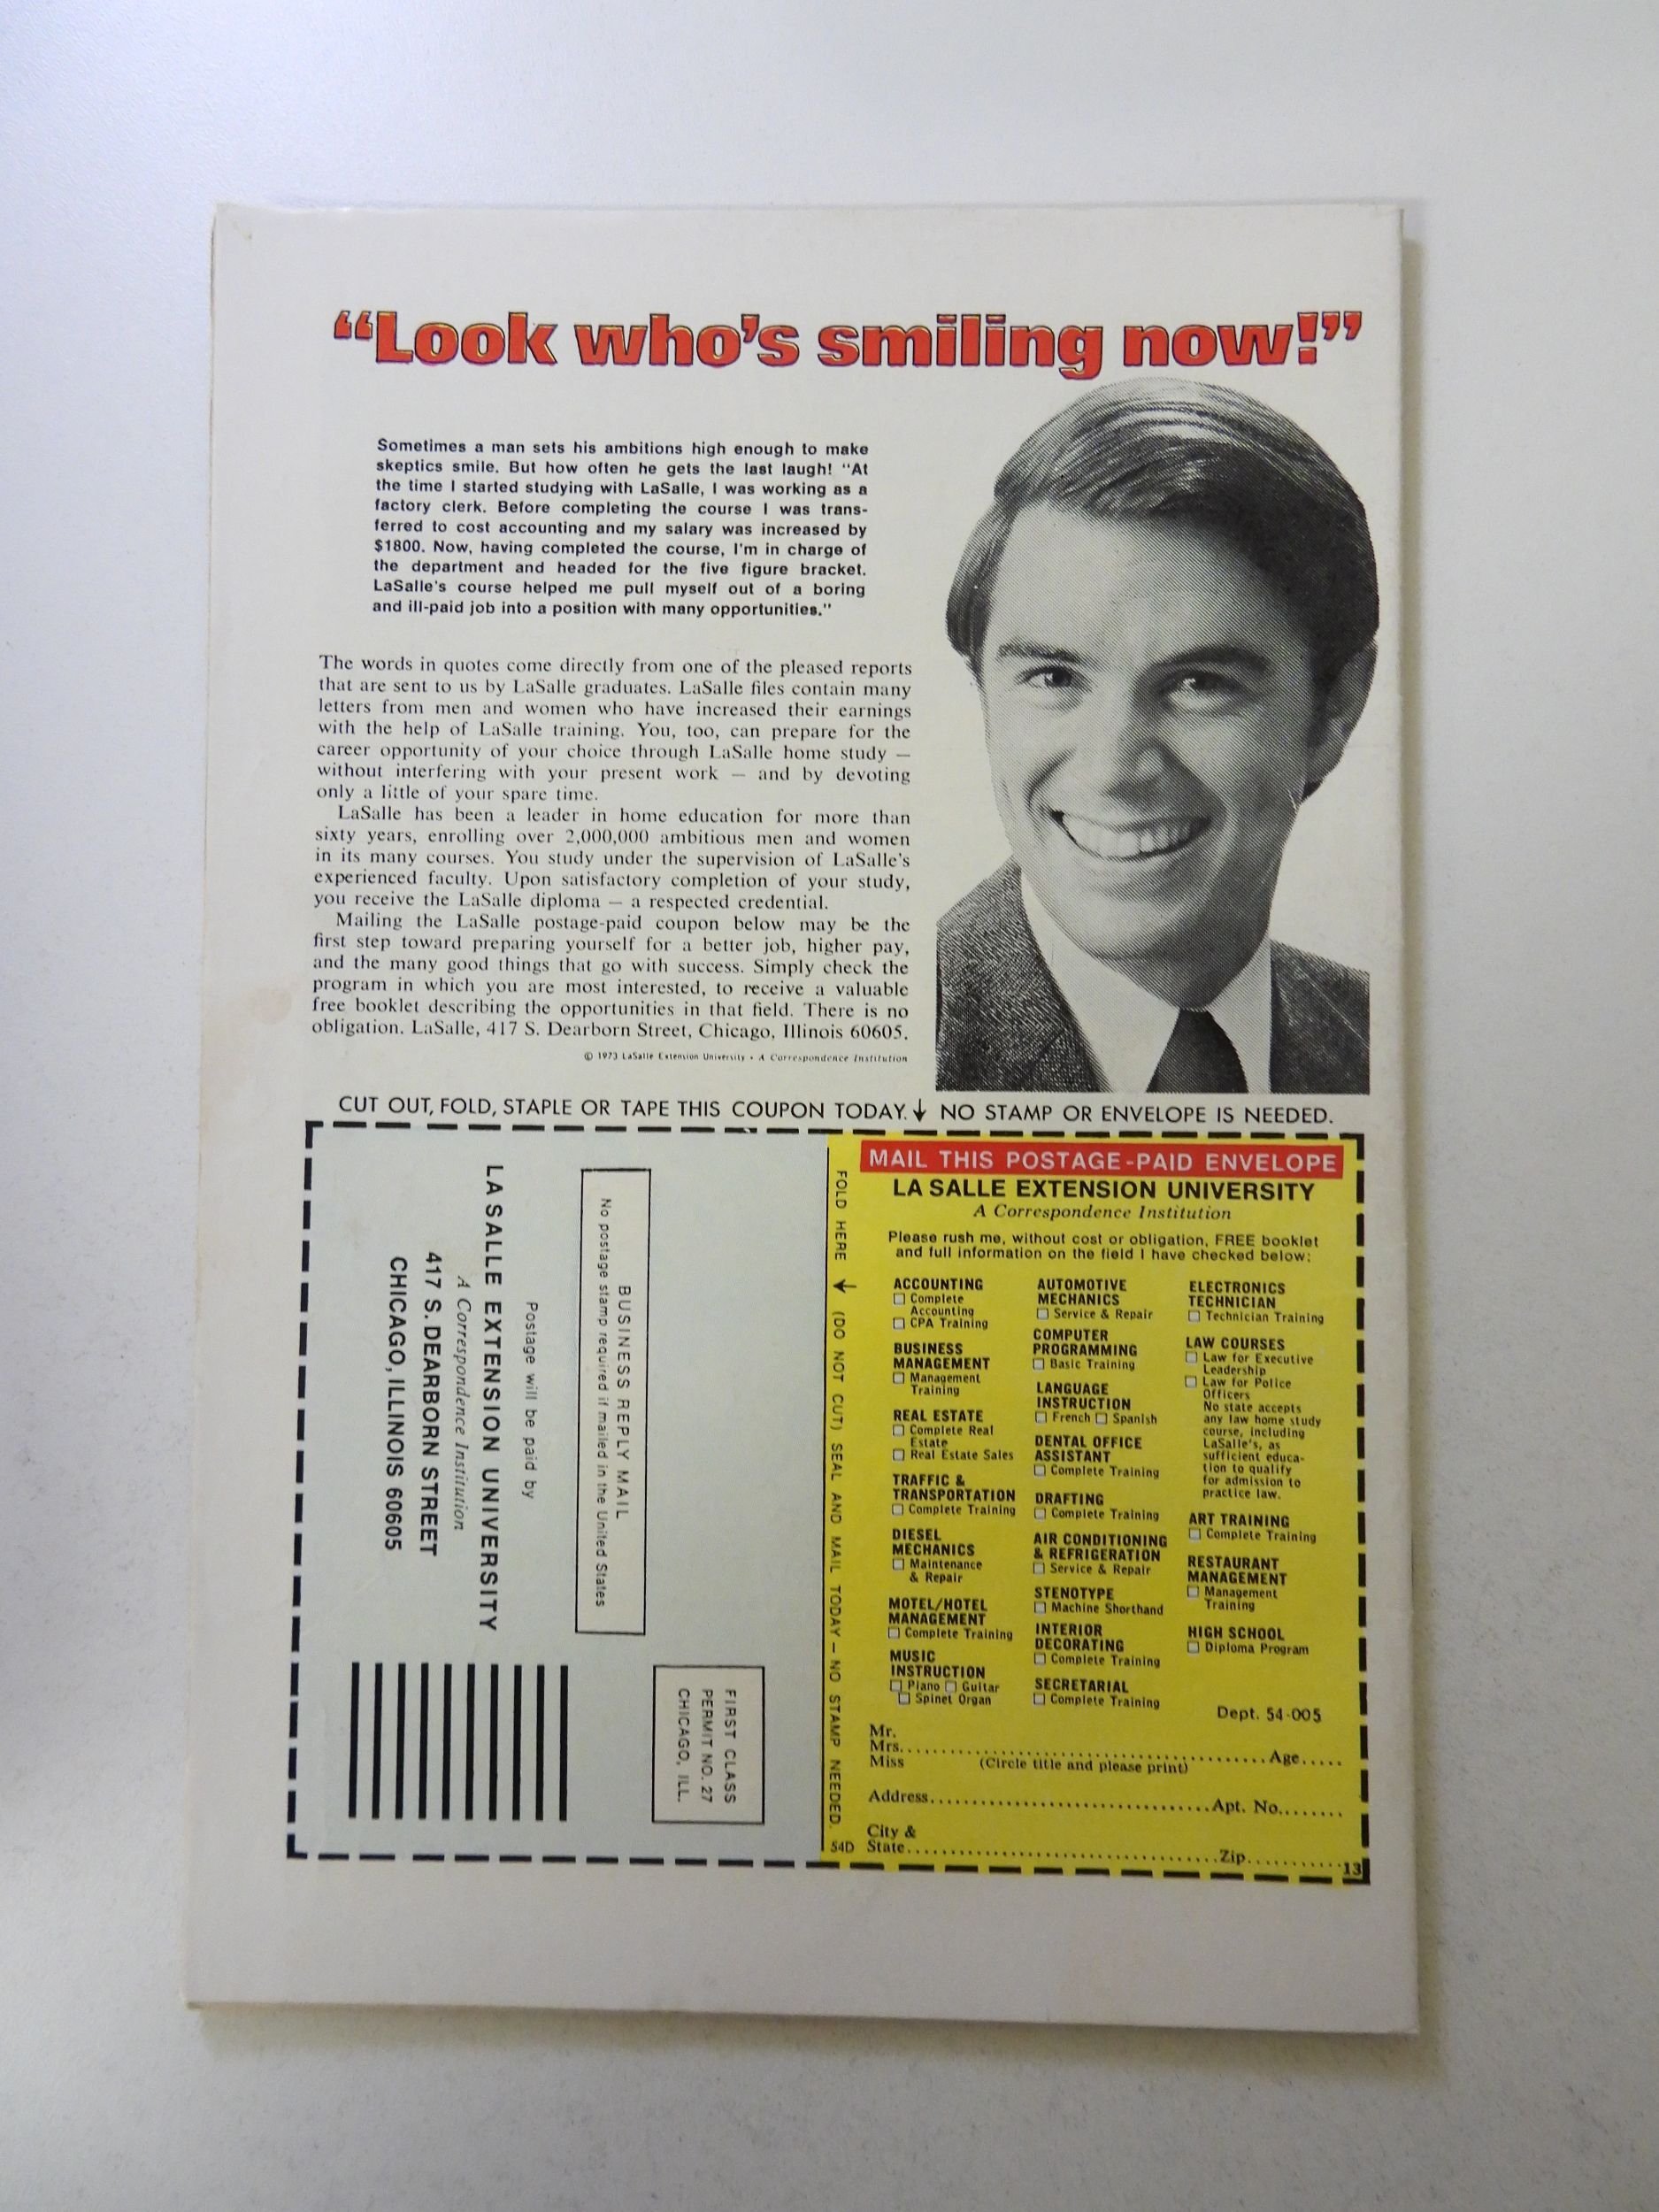 “Look who’s smiling now!”
Sometimes a man sets his ambitions high enough to make
skeptics smile. But how often he gets the last laugh! “At
the time I started studying with LaSalle, I was working as a
factory clerk. Before completing the course I was trans-
ferred to cost accounting and my salary was increased by
$1800. Now, having completed the course, I’m in charge of
the department and headed for the five figure bracket.
LaSalle’s course helped me pull myself out of a boring
and ill-paid job into a position with many opportunities.”
The words in quotes come directly from one of the pleased reports
that are sent to us by LaSalle graduates. LaSalle files contain many
letters from men and women who have increased their earnings
with the help of LaSalle training. You, too, can prepare for the
career opportunity of your choice through LaSalle home study —
without interfering with your present work — and by devoting
only a little of your spare time.
LaSalle has been a leader in home education for more than
sixty years, enrolling over 2,000,000 ambitious men and women
in its many courses. You study under the supervision of LaSalle’s
experienced faculty. Upon satisfactory completion of your study,
you receive the LaSalle diploma — a respected credential.
Mailing the LaSalle postage-paid coupon below may be the
first step toward preparing yourself for a better job, higher pay,
and the many good things that go with success. Simply check the
program in which you are most interested, to receive a valuable
free booklet describing the opportunities in that field. There is no
obligation. LaSalle, 417 S. Dearborn Street, Chicago, Illinois 60605.
© 1973 LaSalle Extension University • A Correspondence Institution
CUT OUT, FOLD, STAPLE OR TAPE THIS COUPON TODAY. ↓ NO STAMP OR ENVELOPE IS NEEDED.
FIRST CLASS
PERMIT NO. 27
CHICAGO, ILL.
BUSINESS REPLY MAIL
No postage stamp required if mailed in the United States
Postage will be paid by
LA SALLE EXTENSION UNIVERSITY
A Correspondence Institution
417 S. DEARBORN STREET
CHICAGO, ILLINOIS 60605
FOLD HERE ↓ (DO NOT CUT) SEAL AND MAIL TODAY — NO STAMP NEEDED.
54D
MAIL THIS POSTAGE-PAID ENVELOPE
LA SALLE EXTENSION UNIVERSITY
A Correspondence Institution
Please rush me, without cost or obligation, FREE booklet
and full information on the field I have checked below:
ACCOUNTING
☐ Complete
Accounting
☐ CPA Training
BUSINESS
MANAGEMENT
☐ Management
Training
REAL ESTATE
☐ Complete Real
Estate
☐ Real Estate Sales
TRAFFIC &
TRANSPORTATION
☐ Complete Training
DIESEL
MECHANICS
☐ Maintenance
& Repair
MOTEL/HOTEL
MANAGEMENT
☐ Complete Training
MUSIC
INSTRUCTION
☐ Piano ☐ Guitar
☐ Spinet Organ
AUTOMOTIVE
MECHANICS
☐ Service & Repair
COMPUTER
PROGRAMMING
☐ Basic Training
LANGUAGE
INSTRUCTION
☐ French ☐ Spanish
DENTAL OFFICE
ASSISTANT
☐ Complete Training
DRAFTING
☐ Complete Training
AIR CONDITIONING
& REFRIGERATION
☐ Service & Repair
STENOTYPE
☐ Machine Shorthand
INTERIOR
DECORATING
☐ Complete Training
SECRETARIAL
☐ Complete Training
ELECTRONICS
TECHNICIAN
☐ Technician Training
LAW COURSES
☐ Law for Executive
Leadership
☐ Law for Police
Officers
No state accepts
any law home study
course, including
LaSalle’s, as
sufficient educa-
tion to qualify
for admission to
practice law.
ART TRAINING
☐ Complete Training
RESTAURANT
MANAGEMENT
☐ Management
Training
HIGH SCHOOL
☐ Diploma Program
Dept. 54-005
Mr.
Mrs. Age
Miss (Circle title and please print)
Address Apt. No.
City &
State Zip
13